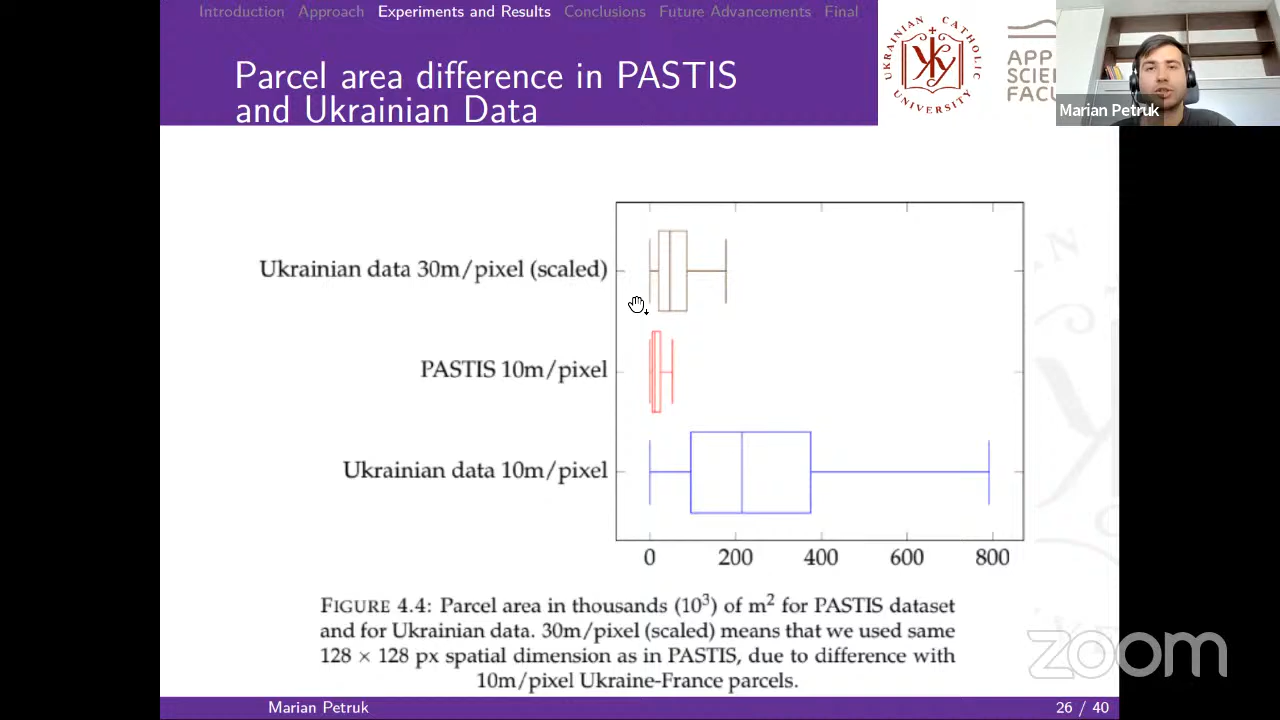 Introduction Approach Experiments and Results Conclusions Future Advancements Final
Parcel area difference in PASTIS
and Ukrainian Data
UKRAINIAN CATHOLIC UNIVERSITY
APP
SCIE
FACU
Marian Petruk
Ukrainian data 30m/pixel (scaled)
PASTIS 10m/pixel
Ukrainian data 10m/pixel
0 200 400 600 800
FIGURE 4.4: Parcel area in thousands (10³) of m² for PASTIS dataset
and for Ukrainian data. 30m/pixel (scaled) means that we used same
128 × 128 px spatial dimension as in PASTIS, due to difference with
10m/pixel Ukraine-France parcels.
zoom
Marian Petruk
26 / 40